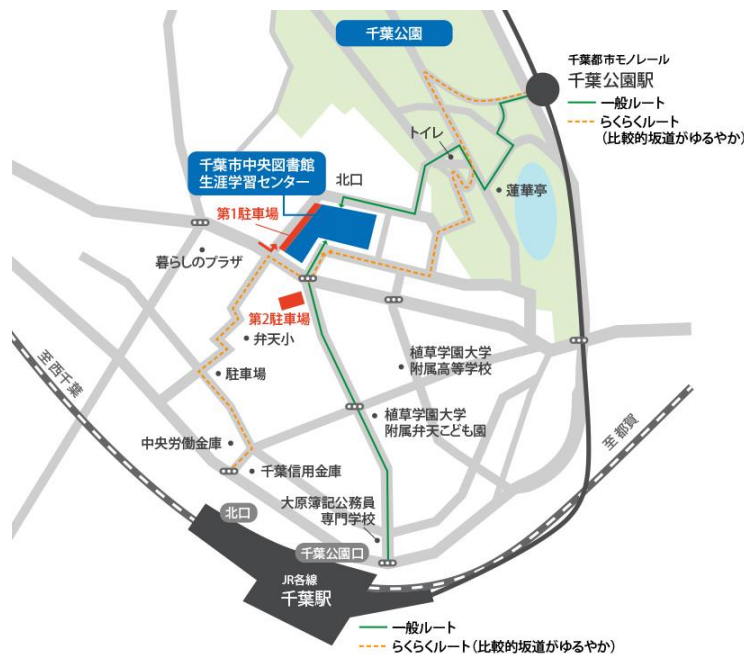 千葉公園
千葉都市モノレール
千葉公園駅
一般ルート
らくらくルート
(比較的坂道がゆるやか)
トイレ
千葉市中央図書館
生涯学習センター
北口
蓮華亭
第1駐車場
暮らしのプラザ
第2駐車場
弁天小
至西千葉
植草学園大学
附属高等学校
駐車場
植草学園大学
附属弁天こども園
至都賀
中央労働金庫
千葉信用金庫
大原簿記公務員
専門学校
北口
千葉公園口
JR各線
千葉駅
一般ルート
らくらくルート(比較的坂道がゆるやか)